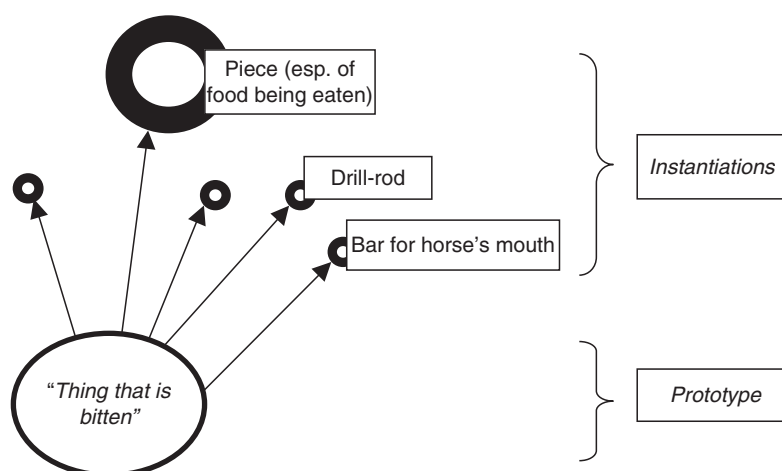 Piece (esp. of
food being eaten)
Instantiations
Drill-rod
Bar for horse’s mouth
“Thing that is
bitten”
Prototype